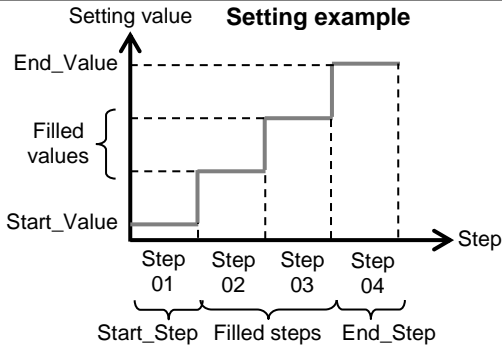 Setting value
Setting example
End_Value
Filled
values
Start_Value
Step
Step Step Step Step
01 02 03 04
Start_Step Filled steps End_Step